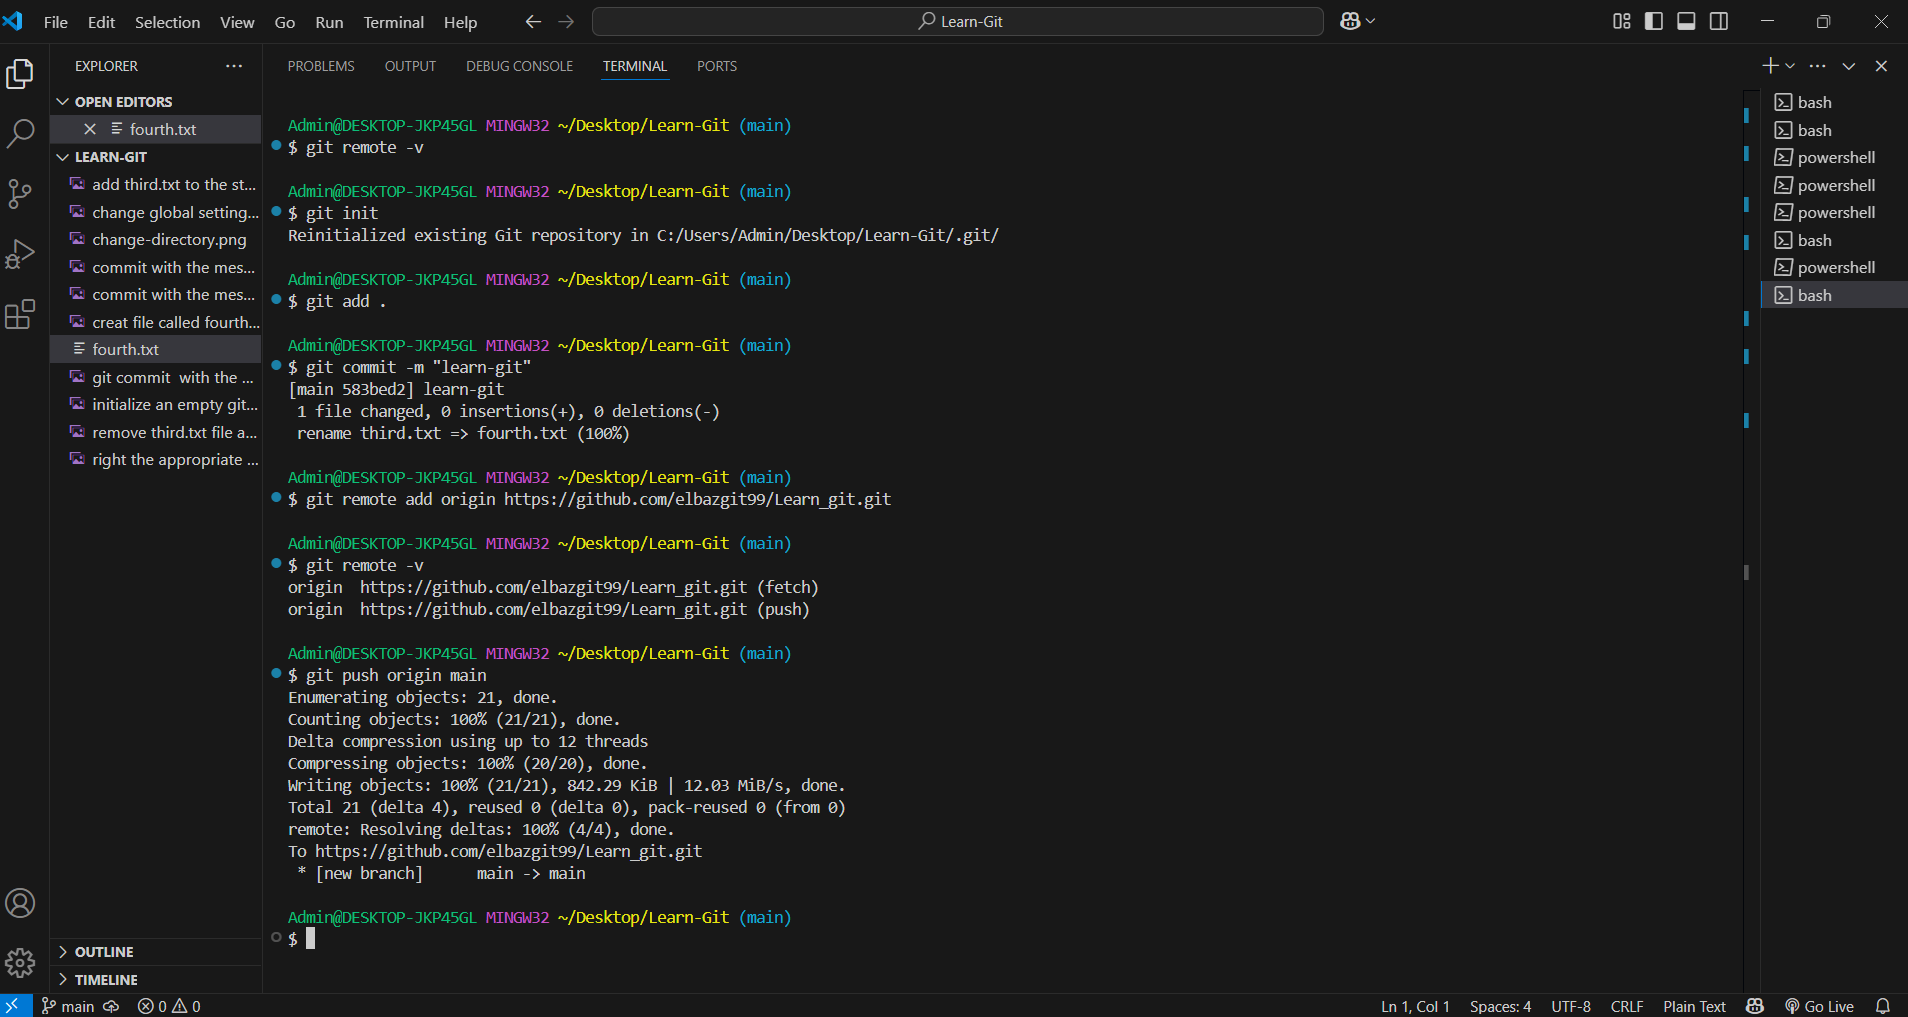 File Edit Selection View Go Run Terminal Help
Learn-Git
EXPLORER
OPEN EDITORS
fourth.txt
LEARN-GIT
add third.txt to the st...
change global setting...
change-directory.png
commit with the mes...
commit with the mes...
creat file called fourth...
fourth.txt
git commit with the ...
initialize an empty git...
remove third.txt file a...
right the appropriate ...
OUTLINE
TIMELINE
PROBLEMS OUTPUT DEBUG CONSOLE TERMINAL PORTS
Admin@DESKTOP-JKP45GL MINGW32 ~/Desktop/Learn-Git (main)
$ git remote -v
Admin@DESKTOP-JKP45GL MINGW32 ~/Desktop/Learn-Git (main)
$ git init
Reinitialized existing Git repository in C:/Users/Admin/Desktop/Learn-Git/.git/
Admin@DESKTOP-JKP45GL MINGW32 ~/Desktop/Learn-Git (main)
$ git add .
Admin@DESKTOP-JKP45GL MINGW32 ~/Desktop/Learn-Git (main)
$ git commit -m "learn-git"
[main 583bed2] learn-git
1 file changed, 0 insertions(+), 0 deletions(-)
rename third.txt => fourth.txt (100%)
Admin@DESKTOP-JKP45GL MINGW32 ~/Desktop/Learn-Git (main)
$ git remote add origin https://github.com/elbazgit99/Learn_git.git
Admin@DESKTOP-JKP45GL MINGW32 ~/Desktop/Learn-Git (main)
$ git remote -v
origin https://github.com/elbazgit99/Learn_git.git (fetch)
origin https://github.com/elbazgit99/Learn_git.git (push)
Admin@DESKTOP-JKP45GL MINGW32 ~/Desktop/Learn-Git (main)
$ git push origin main
Enumerating objects: 21, done.
Counting objects: 100% (21/21), done.
Delta compression using up to 12 threads
Compressing objects: 100% (20/20), done.
Writing objects: 100% (21/21), 842.29 KiB | 12.03 MiB/s, done.
Total 21 (delta 4), reused 0 (delta 0), pack-reused 0 (from 0)
remote: Resolving deltas: 100% (4/4), done.
To https://github.com/elbazgit99/Learn_git.git
* [new branch] main -> main
Admin@DESKTOP-JKP45GL MINGW32 ~/Desktop/Learn-Git (main)
$
bash
bash
powershell
powershell
powershell
bash
powershell
bash
main 0 0 Ln 1, Col 1 Spaces: 4 UTF-8 CRLF Plain Text Go Live